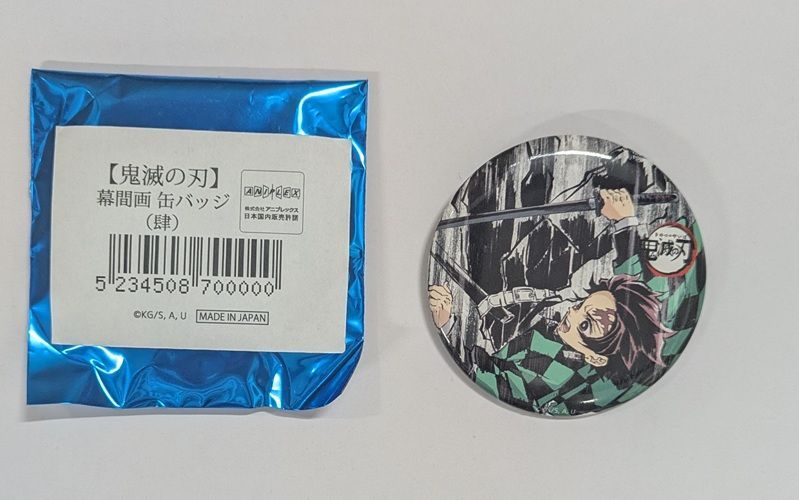 【鬼滅の刃】
幕間画 缶バッジ
(肆)
ANIPLEX
株式会社 アニプレックス
日本国内販売許諾
5 234508 700000
©KG/S, A, U
MADE IN JAPAN
鬼滅の刃
©KG/S, A, U